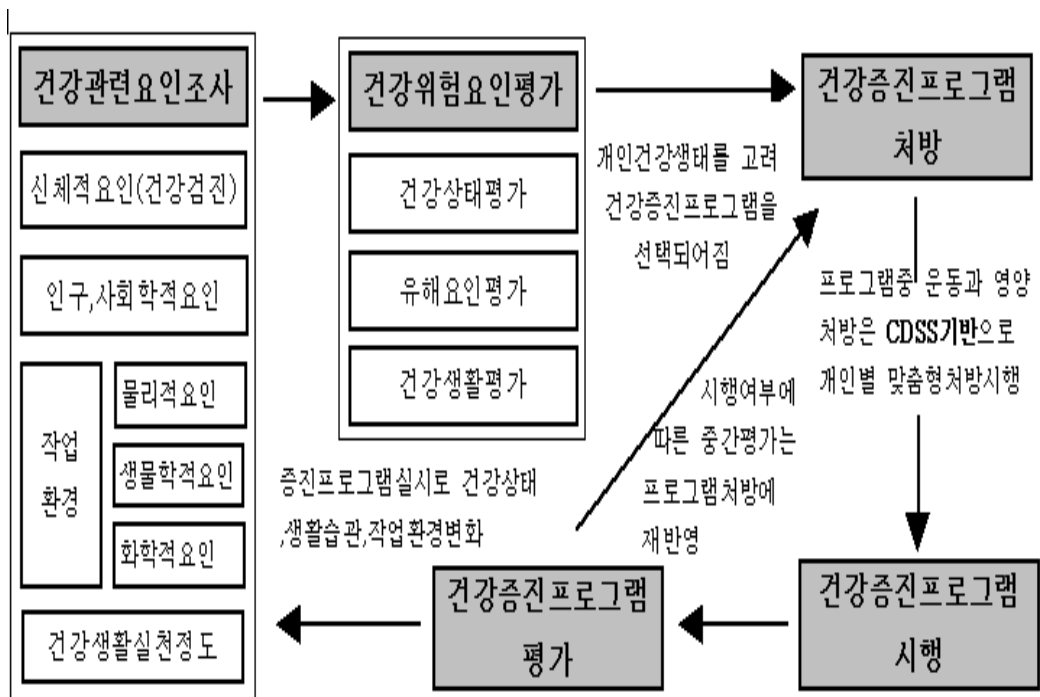 건강관련요인조사
신체적요인(건강검진)
인구,사회학적요인
작업
환경
물리적요인
생물학적요인
화학적요인
건강생활실천정도
건강위험요인평가
건강상태평가
유해요인평가
건강생활평가
개인건강생태를 고려
건강증진프로그램을
선택되어짐
건강증진프로그램
처방
프로그램중 운동과 영양
처방은 CDSS기반으로
개인별 맞춤형처방시행
건강증진프로그램
시행
건강증진프로그램
평가
시행여부에
따른 중간평가는
프로그램처방에
재반영
증진프로그램실시로 건강상태
,생활습관,작업환경변화